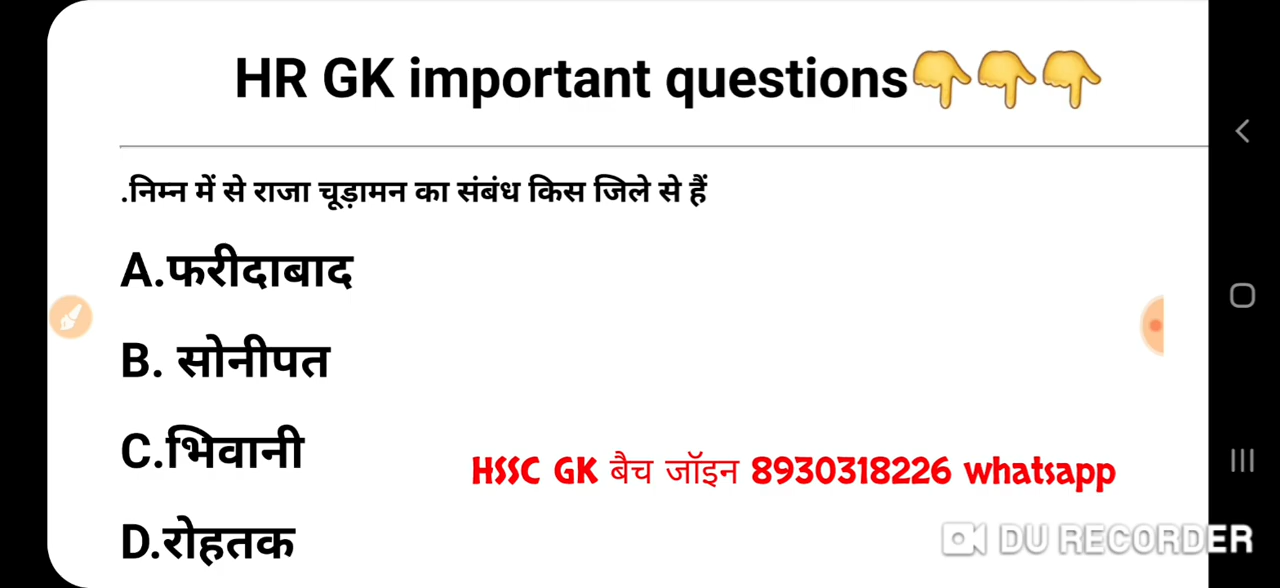 HR GK important questions👇👇👇
.निम्न में से राजा चूड़ामन का संबंध किस जिले से हैं
A.फरीदाबाद
B. सोनीपत
C.भिवानी
HSSC GK बैच जॉइन 8930318226 whatsapp
D.रोहतक
DU RECORDER